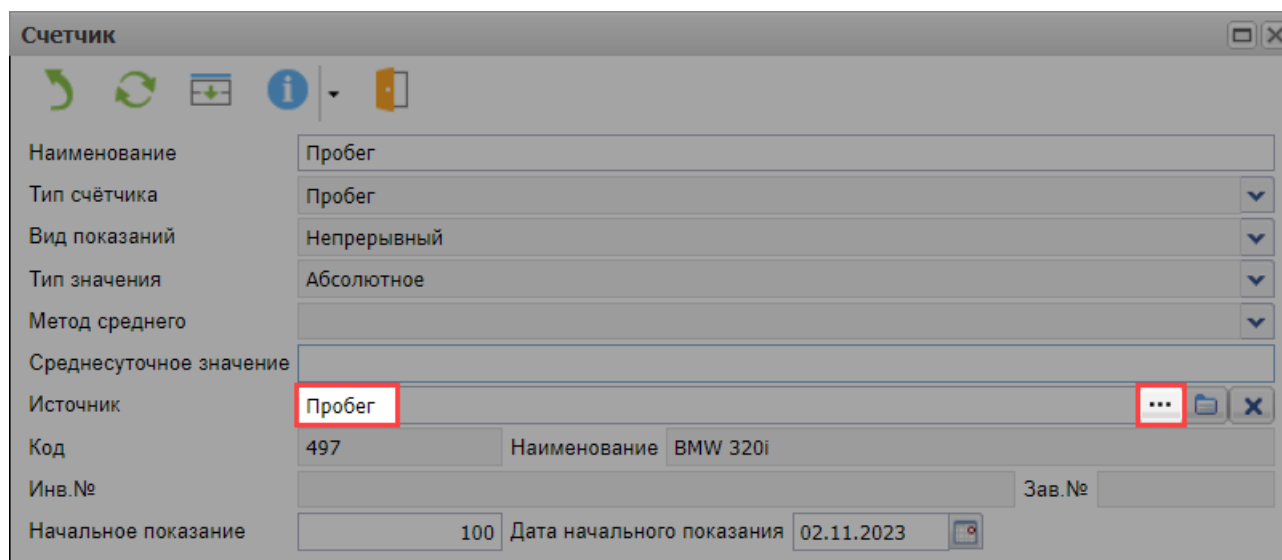 Счетчик
Наименование Пробег
Тип счётчика Пробег
Вид показаний Непрерывный
Тип значения Абсолютное
Метод среднего
Среднесуточное значение
Источник Пробег ...
Код 497 Наименование BMW 320i
Инв.№ Зав.№
Начальное показание 100 Дата начального показания 02.11.2023